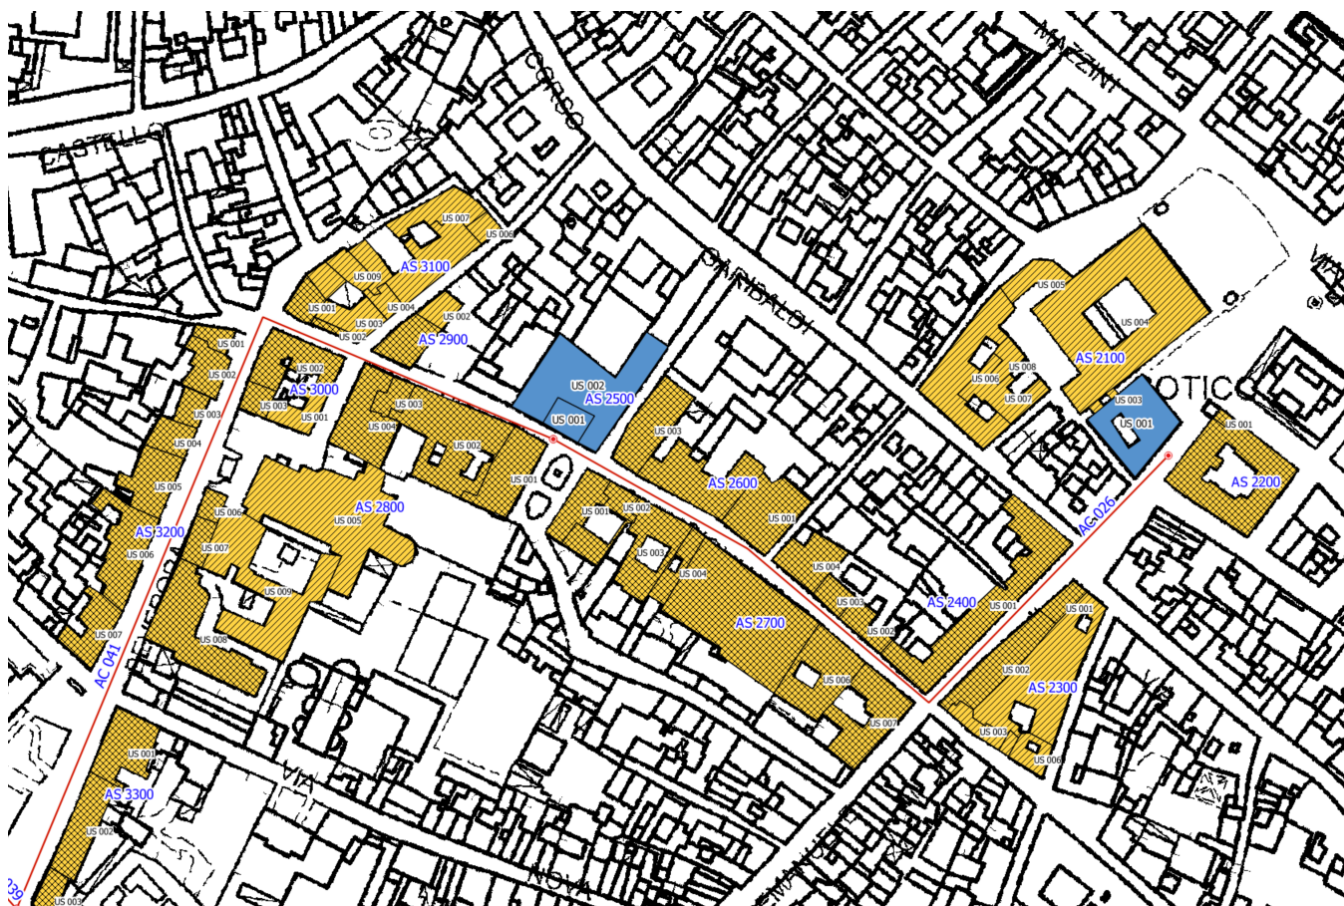 MAZZINI
CORSO
CASTELLO
US 007
US 006
AS 3100
US 009
US 001
US 004
US 003
US 002
GARIBALDI
VIA
US 005
US 004
AS 2100
US 008
US 006
US 007
US 003
US 001
OTICO
US 002
AS 2900
US 001
US 002
US 002
AS 3000
US 003
US 001
US 002
AS 2500
US 001
US 003
US 004
US 002
US 001
US 003
AS 2600
US 001
US 001
AS 2200
US 003
US 004
US 005
AS 3200
US 006
US 007
US 006
US 007
US 005
AS 2800
US 009
US 008
US 001
US 002
US 003
US 004
AS 2700
US 006
US 007
US 004
US 003
US 002
AS 2400
US 001
AG 026
US 001
US 002
AS 2300
US 003
US 006
AC 041
US 001
AS 3300
US 002
US 003
039
VIA
NOVA
EMANUELE